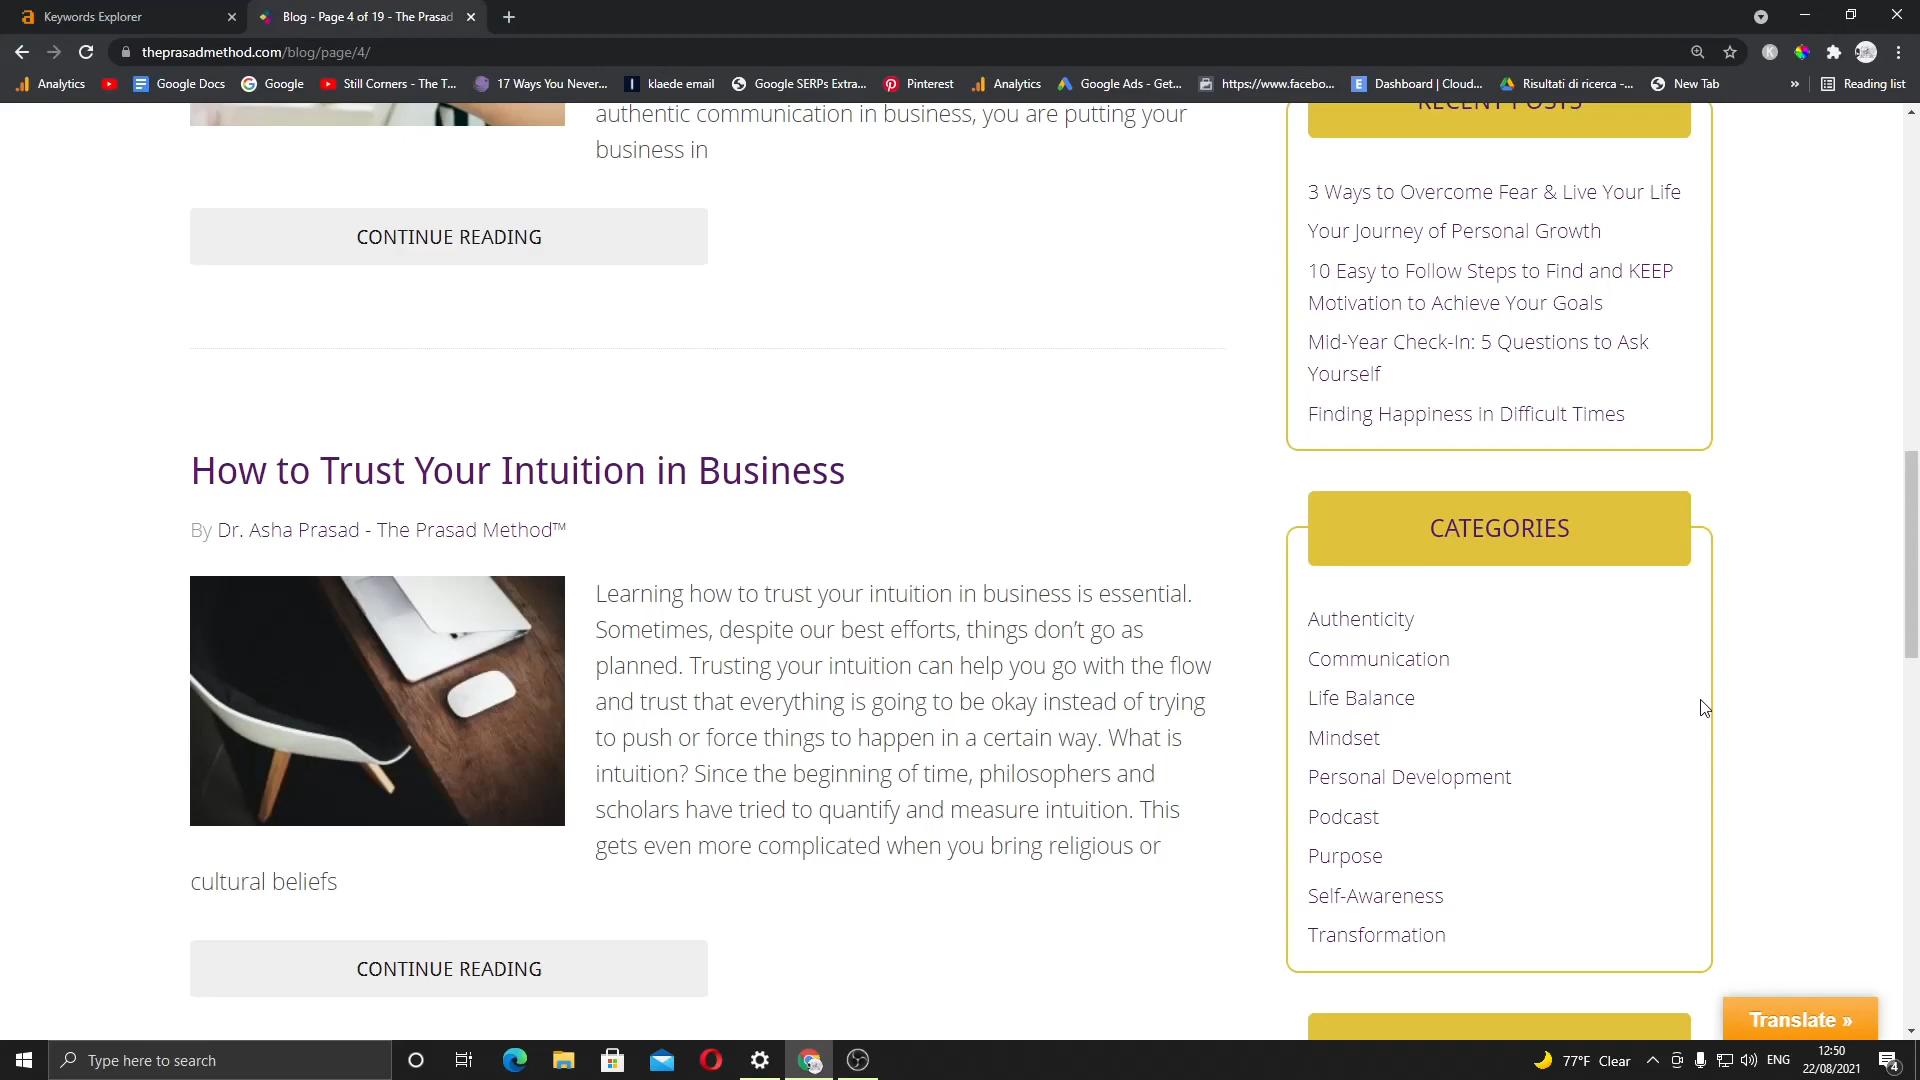 Keywords Explorer
Blog - Page 4 of 19 - The Prasad
theprasadmethod.com/blog/page/4/
Analytics
Google Docs
Google
Still Corners - The T...
17 Ways You Never...
klaede email
Google SERPs Extra...
Pinterest
Analytics
Google Ads - Get...
https://www.facebo...
Dashboard | Cloud...
Risultati di ricerca -...
New Tab
»
Reading list
authentic communication in business, you are putting your
business in
CONTINUE READING
How to Trust Your Intuition in Business
By Dr. Asha Prasad - The Prasad Method™
Learning how to trust your intuition in business is essential.
Sometimes, despite our best efforts, things don’t go as
planned. Trusting your intuition can help you go with the flow
and trust that everything is going to be okay instead of trying
to push or force things to happen in a certain way. What is
intuition? Since the beginning of time, philosophers and
scholars have tried to quantify and measure intuition. This
gets even more complicated when you bring religious or
cultural beliefs
CONTINUE READING
RECENT POSTS
3 Ways to Overcome Fear & Live Your Life
Your Journey of Personal Growth
10 Easy to Follow Steps to Find and KEEP
Motivation to Achieve Your Goals
Mid-Year Check-In: 5 Questions to Ask
Yourself
Finding Happiness in Difficult Times
CATEGORIES
Authenticity
Communication
Life Balance
Mindset
Personal Development
Podcast
Purpose
Self-Awareness
Transformation
Translate »
Type here to search
77°F Clear
ENG
12:50
22/08/2021
4